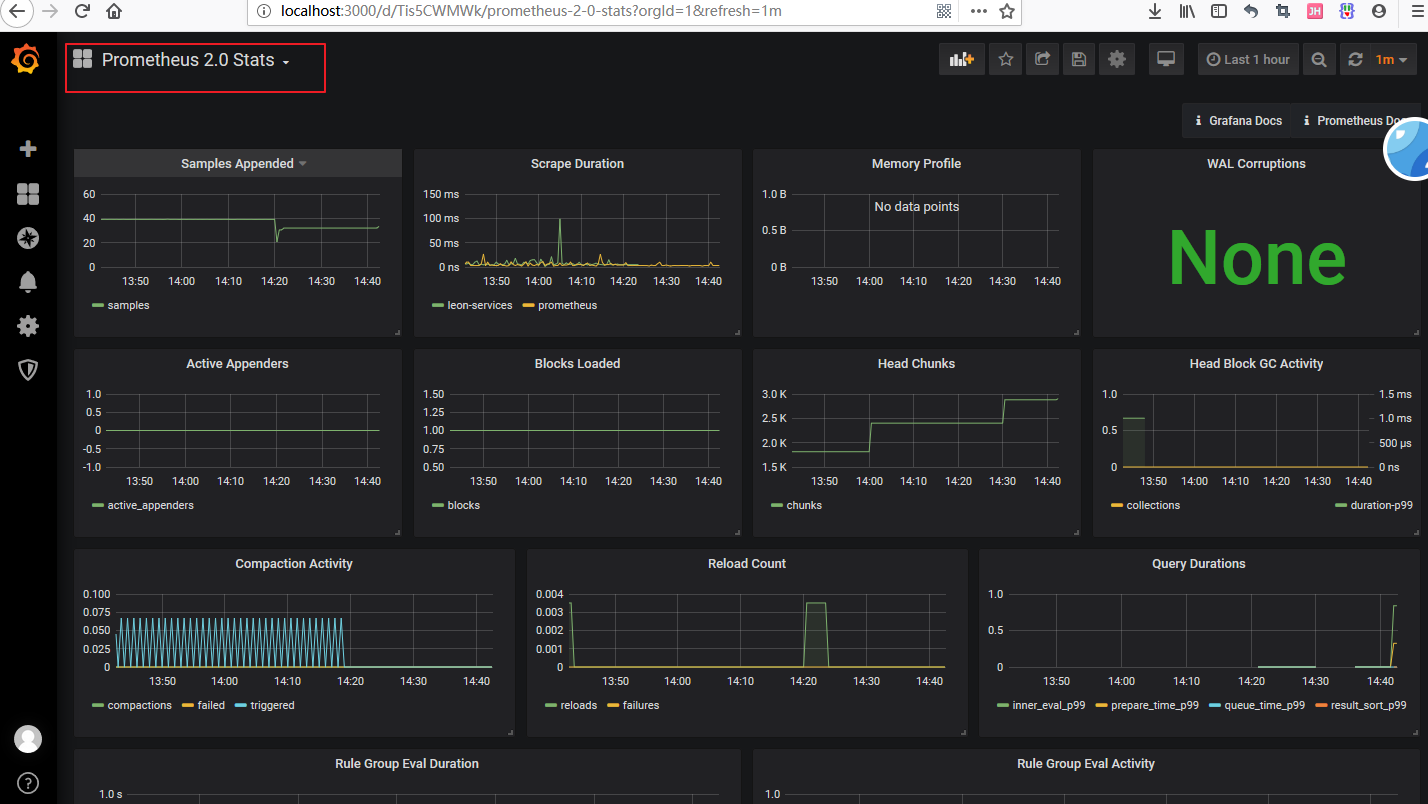 localhost:3000/d/Tis5CWMWk/prometheus-2-0-stats?orgId=1&refresh=1m
JH
Prometheus 2.0 Stats
Last 1 hour
1m
Grafana Docs
Prometheus Do
Samples Appended
60
40
20
0
13:50 14:00 14:10 14:20 14:30 14:40
samples
Scrape Duration
150 ms
100 ms
50 ms
0 ns
13:50 14:00 14:10 14:20 14:30 14:40
leon-services prometheus
Memory Profile
1.0 B
No data points
0.5 B
0 B
13:50 14:00 14:10 14:20 14:30 14:40
WAL Corruptions
None
Active Appenders
1.0
0.5
0
-0.5
-1.0
13:50 14:00 14:10 14:20 14:30 14:40
active_appenders
Blocks Loaded
1.50
1.25
1.00
0.75
0.50
13:50 14:00 14:10 14:20 14:30 14:40
blocks
Head Chunks
3.0 K
2.5 K
2.0 K
1.5 K
13:50 14:00 14:10 14:20 14:30 14:40
chunks
Head Block GC Activity
1.0 1.5 ms
1.0 ms
0.5
500 µs
0 0 ns
13:50 14:00 14:10 14:20 14:30 14:40
collections duration-p99
Compaction Activity
0.100
0.075
0.050
0.025
0
13:50 14:00 14:10 14:20 14:30 14:40
compactions failed triggered
Reload Count
0.004
0.003
0.002
0.001
0
13:50 14:00 14:10 14:20 14:30 14:40
reloads failures
Query Durations
1.0
0.5
0
13:50 14:00 14:10 14:20 14:30 14:40
inner_eval_p99 prepare_time_p99 queue_time_p99 result_sort_p99
Rule Group Eval Duration
1.0 s
Rule Group Eval Activity
1.0